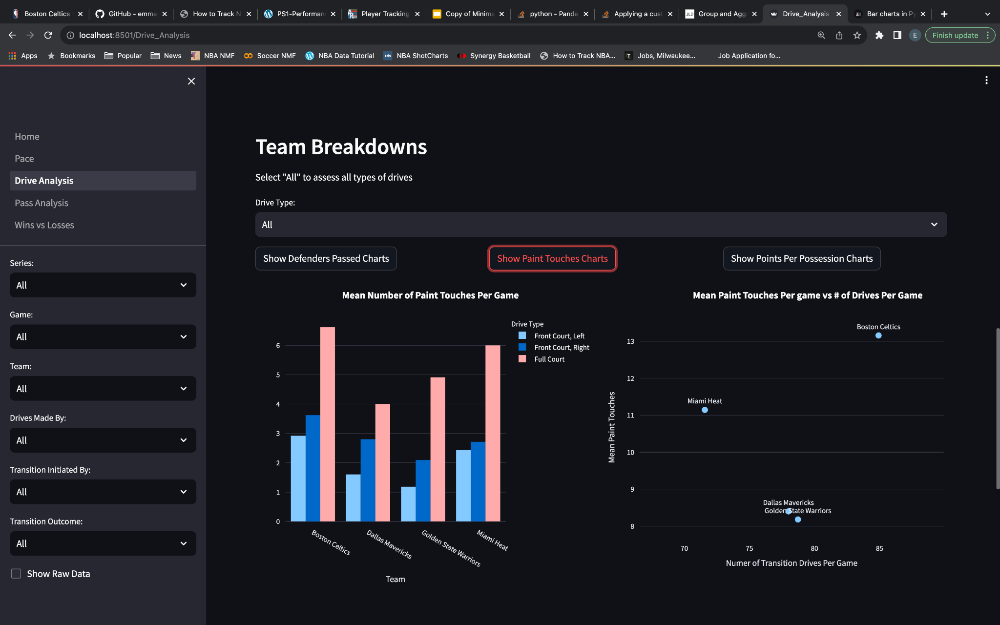 Boston Celtics
GitHub - emma
How to Track N
PS1-Performan
Player Tracking
Copy of Minima
python - Panda
Applying a cust
Group and Agg
Drive_Analysis
Bar charts in Py
localhost:8501/Drive_Analysis
E
Finish update
Apps
Bookmarks
Popular
News
NBA NMF
Soccer NMF
NBA Data Tutorial
tds
NBA ShotCharts
Synergy Basketball
How to Track NBA...
Jobs, Milwaukee...
Job Application fo...
Home
Pace
Drive Analysis
Pass Analysis
Wins vs Losses
Series:
All
Game:
All
Team:
All
Drives Made By:
All
Transition Initiated By:
All
Transition Outcome:
All
Show Raw Data
Team Breakdowns
Select "All" to assess all types of drives
Drive Type:
All
Show Defenders Passed Charts
Show Paint Touches Charts
Show Points Per Possession Charts
Mean Number of Paint Touches Per Game
Drive Type
Front Court, Left
Front Court, Right
Full Court
6
5
4
3
2
1
0
Boston Celtics
Dallas Mavericks
Golden State Warriors
Miami Heat
Team
Mean Paint Touches Per game vs # of Drives Per Game
Mean Paint Touches
13
12
11
10
9
8
Boston Celtics
Miami Heat
Dallas Mavericks
Golden State Warriors
70
75
80
85
Numer of Transition Drives Per Game